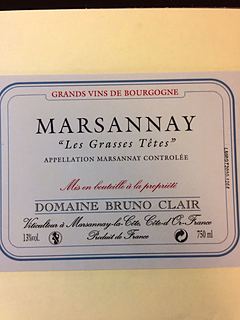 GRANDS VINS DE BOURGOGNE
MARSANNAY
"Les Grasses Têtes"
APPELLATION MARSANNAY CONTROLÉE
Mis en bouteille à la propriété
DOMAINE BRUNO CLAIR
Viticulteur à Marsannay-la-Côte, Côte-d'Or-France
13%vol. Produit de France 750 ml